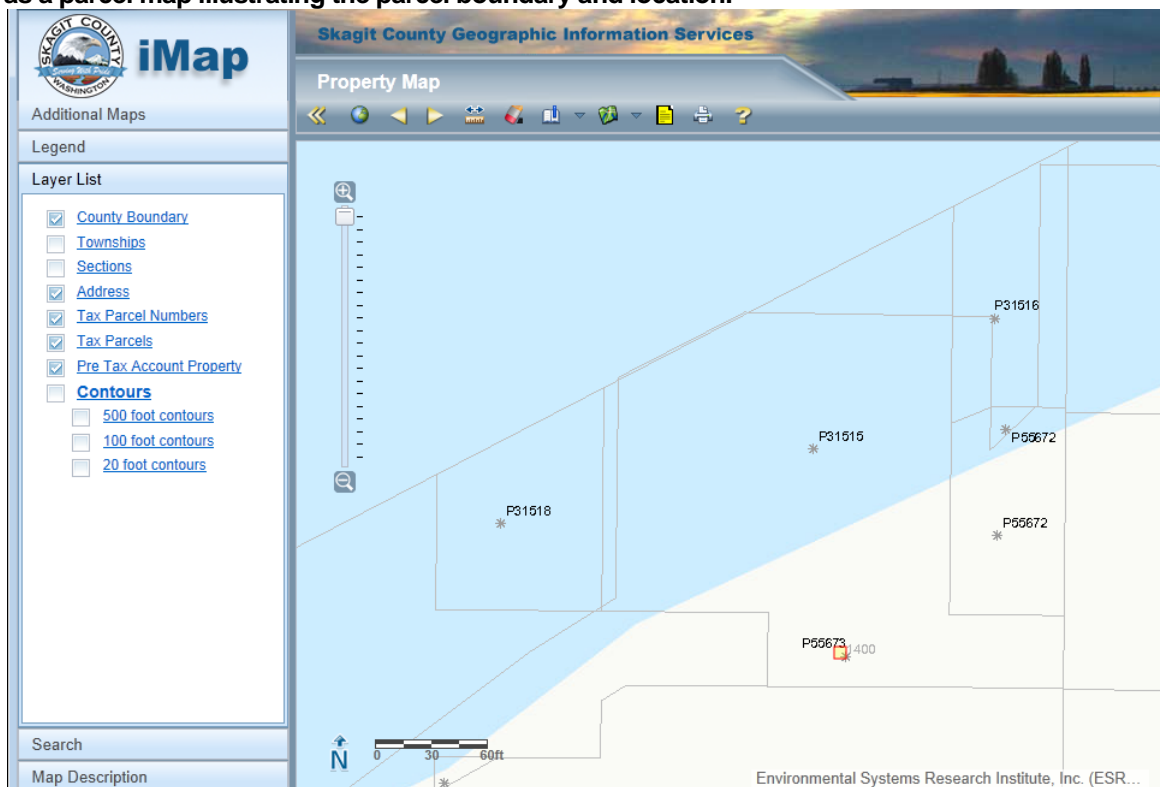 as a parcel map illustrating the parcel boundary and location.
SKAGIT COUNTY
Serving With Pride
WASHINGTON
iMap
Skagit County Geographic Information Services
Property Map
Additional Maps
Legend
Layer List
County Boundary
Townships
Sections
Address
Tax Parcel Numbers
Tax Parcels
Pre Tax Account Property
Contours
500 foot contours
100 foot contours
20 foot contours
Search
Map Description
P31516
P31515
P55672
P31518
P55672
P55673
1400
N
0 30 60ft
Environmental Systems Research Institute, Inc. (ESR...